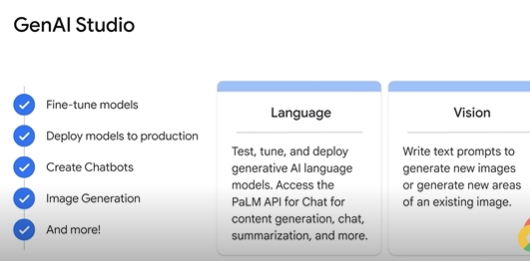 GenAI Studio
Fine-tune models
Deploy models to production
Create Chatbots
Image Generation
And more!
Language
Test, tune, and deploy
generative AI language
models. Access the
PaLM API for Chat for
content generation, chat,
summarization, and more.
Vision
Write text prompts to
generate new images
or generate new areas
of an existing image.